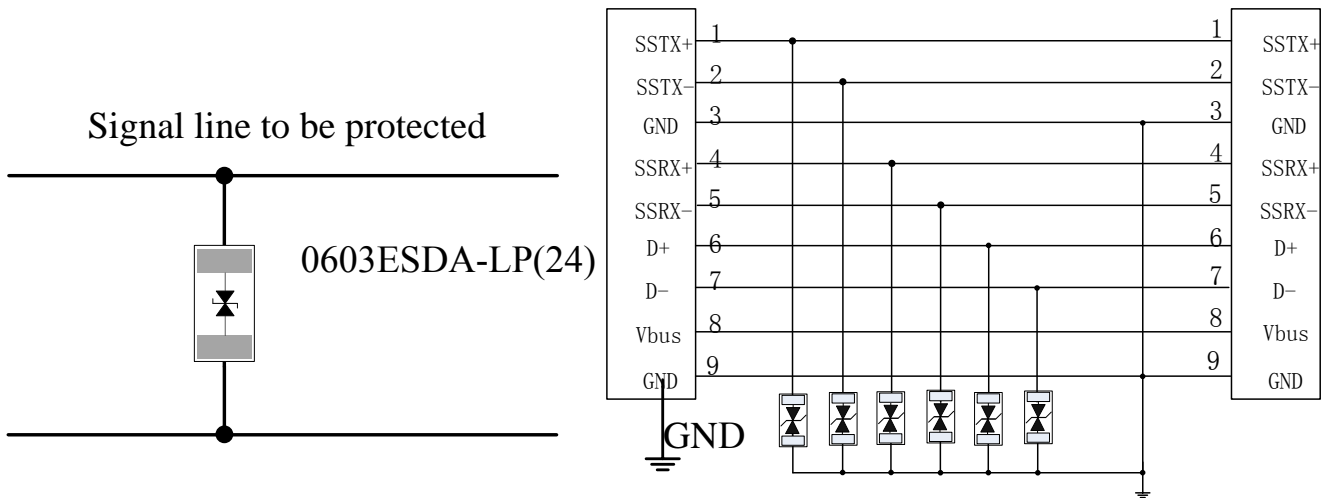 Signal line to be protected
0603ESDA-LP(24)
SSTX+ 1 1 SSTX+
SSTX- 2 2 SSTX-
GND 3 3 GND
SSRX+ 4 4 SSRX+
SSRX- 5 5 SSRX-
D+ 6 6 D+
D- 7 7 D-
Vbus 8 8 Vbus
GND 9 9 GND
GND